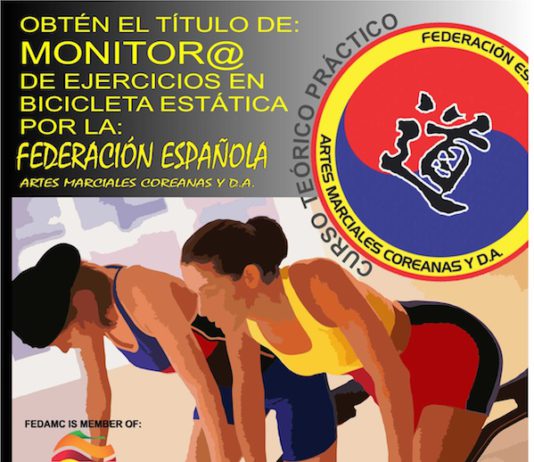 OBTÉN EL TÍTULO DE:
MONITOR@
DE EJERCICIOS EN
BICICLETA ESTÁTICA
POR LA:
FEDERACIÓN ESPAÑOLA
ARTES MARCIALES COREANAS Y D.A.
CURSO TEÓRICO PRÁCTICO
FEDERACIÓN ES
ARTES MARCIALES COREANAS Y D.A.
道
FEDAMC IS MEMBER OF: